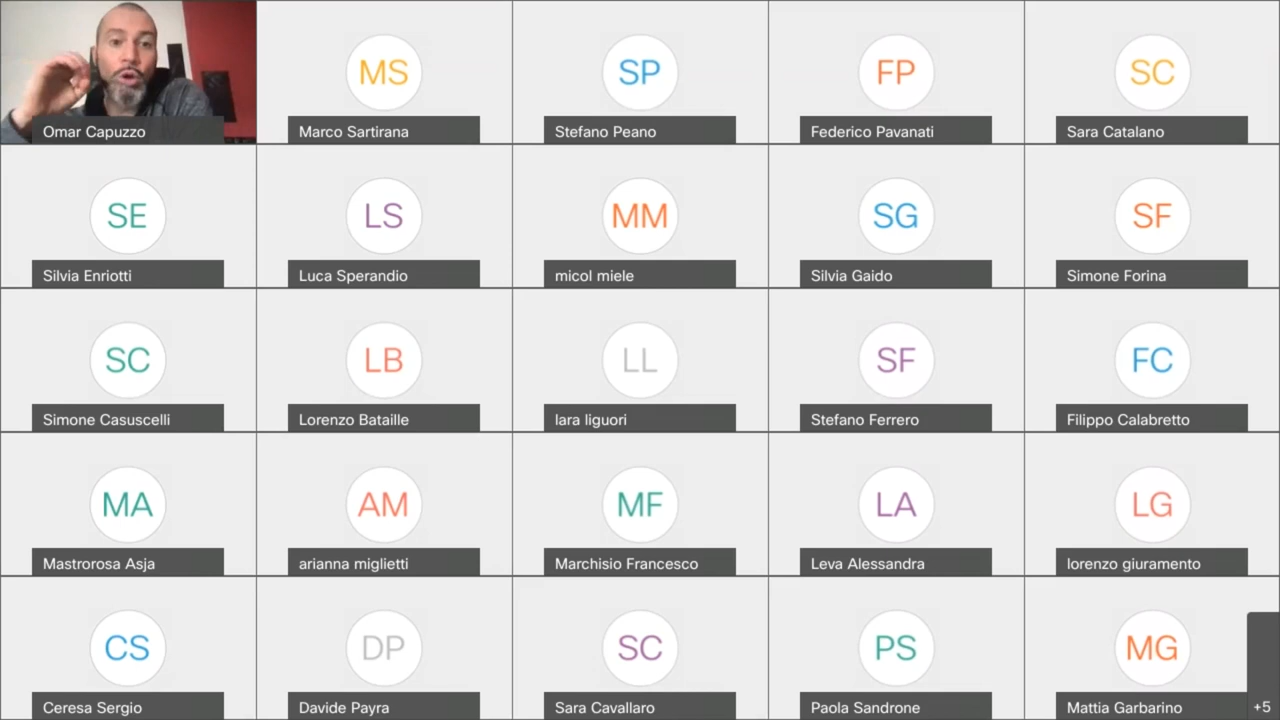 Omar Capuzzo
MS
Marco Sartirana
SP
Stefano Peano
FP
Federico Pavanati
SC
Sara Catalano
SE
Silvia Enriotti
LS
Luca Sperandio
MM
micol miele
SG
Silvia Gaido
SF
Simone Forina
SC
Simone Casuscelli
LB
Lorenzo Bataille
LL
lara liguori
SF
Stefano Ferrero
FC
Filippo Calabretto
MA
Mastrorosa Asja
AM
arianna miglietti
MF
Marchisio Francesco
LA
Leva Alessandra
LG
lorenzo giuramento
CS
Ceresa Sergio
DP
Davide Payra
SC
Sara Cavallaro
PS
Paola Sandrone
MG
Mattia Garbarino
+5